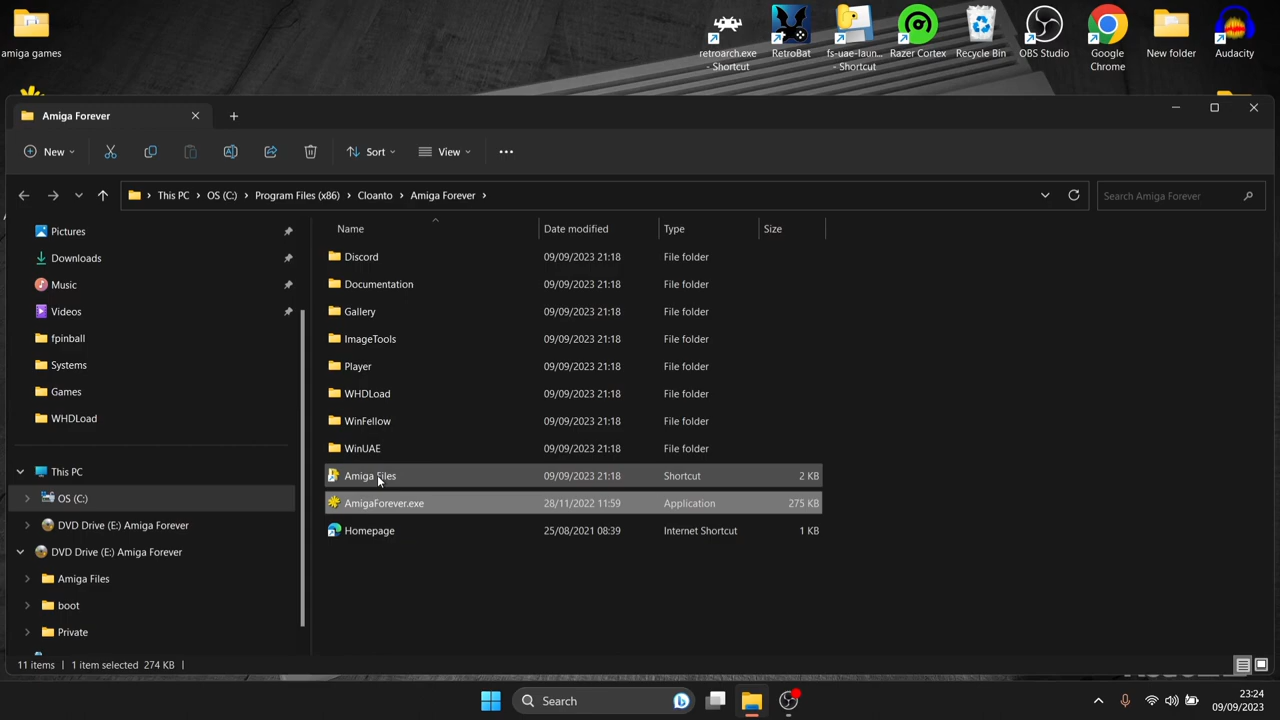 amiga games
retroarch.exe - Shortcut
RetroBat
fs-uae-laun... - Shortcut
Razer Cortex
Recycle Bin
OBS Studio
Google Chrome
New folder
Audacity
Amiga Forever
New
Sort
View
This PC
OS (C:)
Program Files (x86)
Cloanto
Amiga Forever
Search Amiga Forever
Name
Date modified
Type
Size
Pictures
Downloads
Music
Videos
fpinball
Systems
Games
WHDLoad
This PC
OS (C:)
DVD Drive (E:) Amiga Forever
DVD Drive (E:) Amiga Forever
Amiga Files
boot
Private
Discord 09/09/2023 21:18 File folder
Documentation 09/09/2023 21:18 File folder
Gallery 09/09/2023 21:18 File folder
ImageTools 09/09/2023 21:18 File folder
Player 09/09/2023 21:18 File folder
WHDLoad 09/09/2023 21:18 File folder
WinFellow 09/09/2023 21:18 File folder
WinUAE 09/09/2023 21:18 File folder
Amiga Files 09/09/2023 21:18 Shortcut 2 KB
AmigaForever.exe 28/11/2022 11:59 Application 275 KB
Homepage 25/08/2021 08:39 Internet Shortcut 1 KB
11 items 1 item selected 274 KB
Search
23:24
09/09/2023